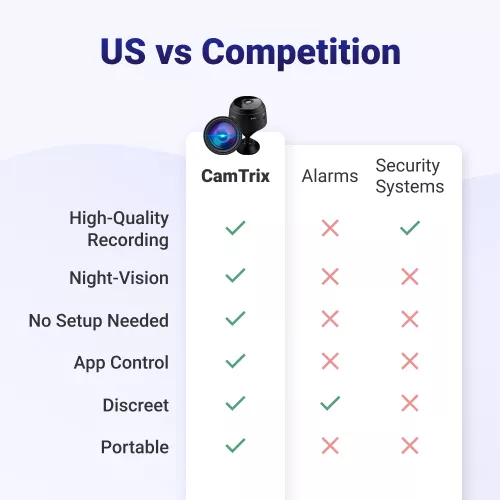 US vs Competition
CamTrix
Alarms
Security
Systems
High-Quality
Recording
Night-Vision
No Setup Needed
App Control
Discreet
Portable